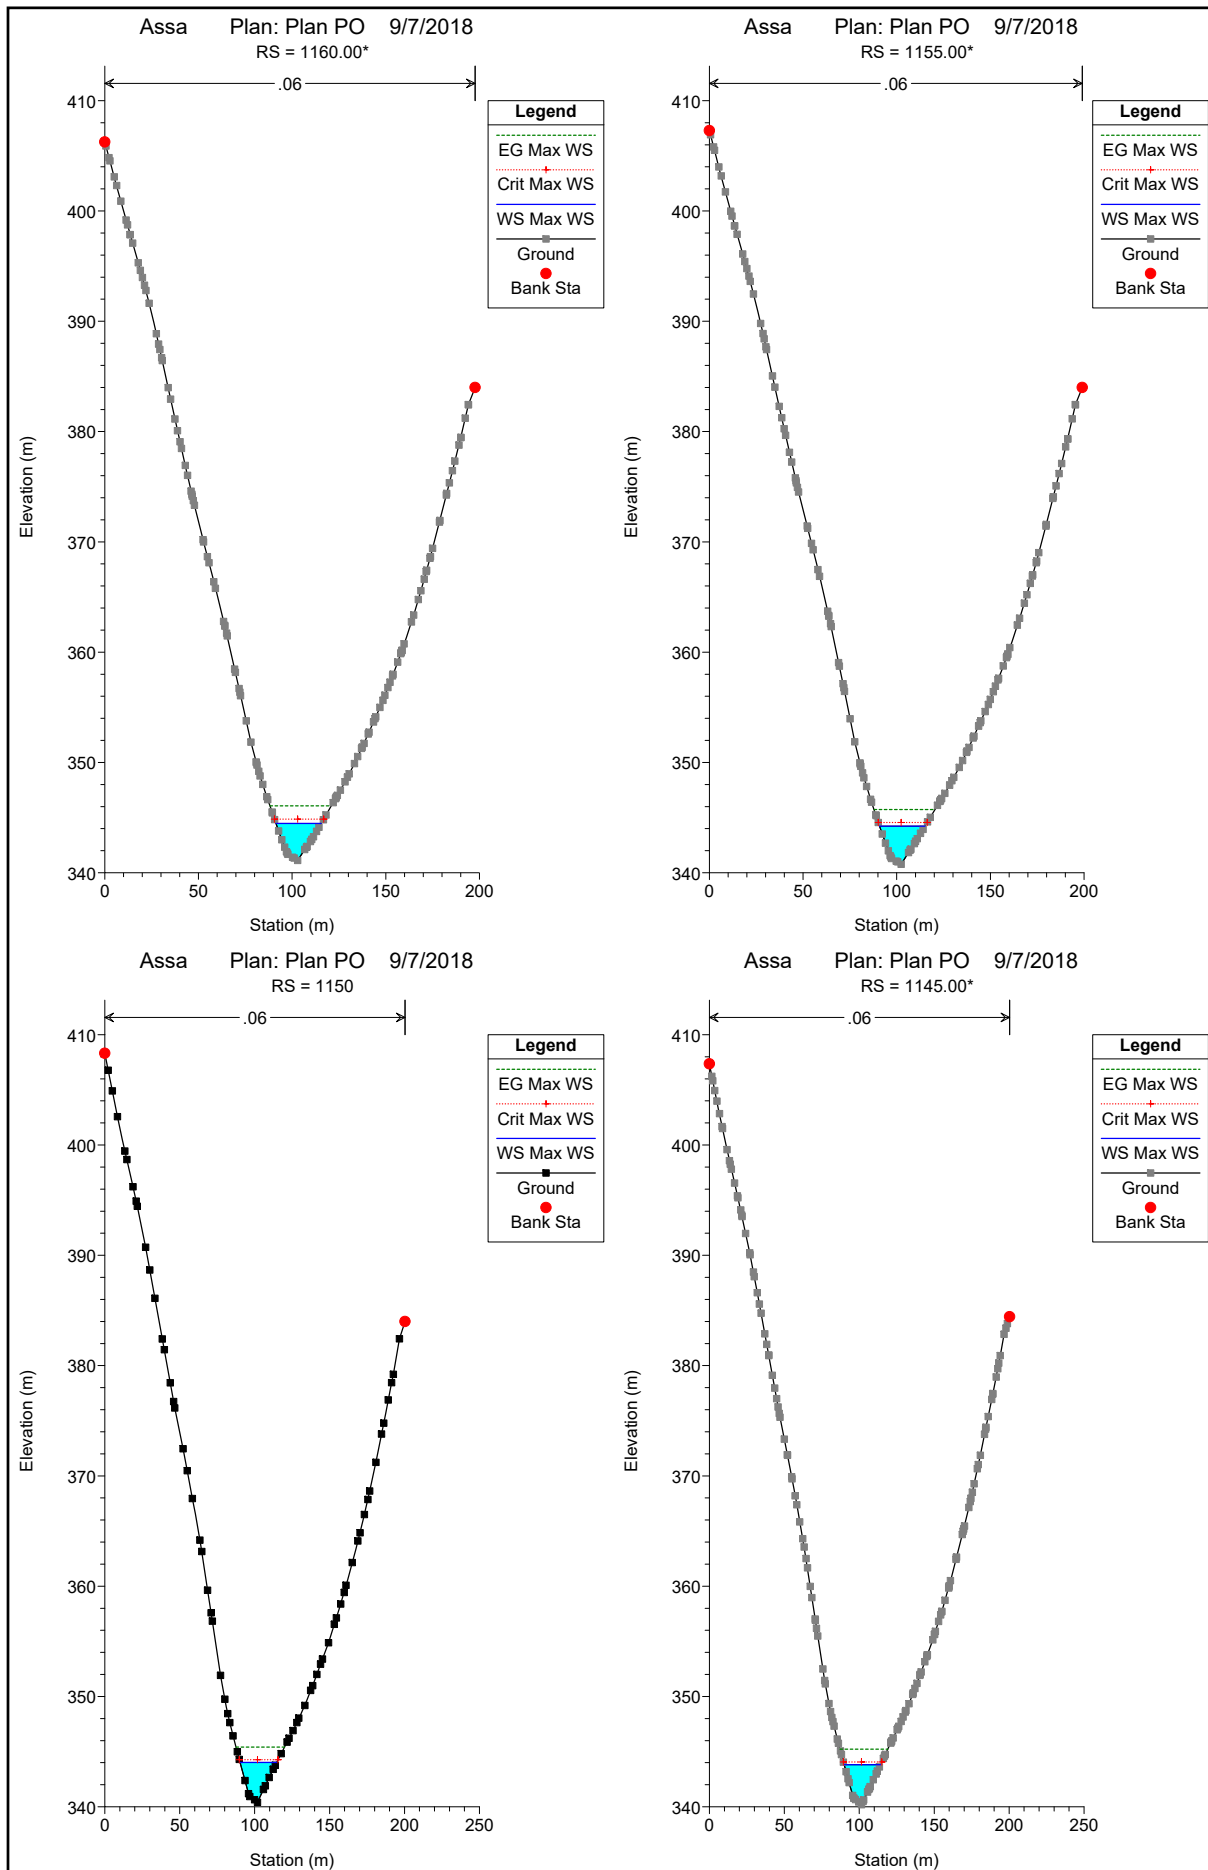 Assa Plan: Plan PO 9/7/2018
RS = 1160.00*
.06
Legend
EG Max WS
Crit Max WS
WS Max WS
Ground
Bank Sta
410
400
390
380
370
360
350
340
0 50 100 150 200
Elevation (m)
Station (m)
Assa Plan: Plan PO 9/7/2018
RS = 1155.00*
.06
Legend
EG Max WS
Crit Max WS
WS Max WS
Ground
Bank Sta
410
400
390
380
370
360
350
340
0 50 100 150 200
Elevation (m)
Station (m)
Assa Plan: Plan PO 9/7/2018
RS = 1150
.06
Legend
EG Max WS
Crit Max WS
WS Max WS
Ground
Bank Sta
410
400
390
380
370
360
350
340
0 50 100 150 200 250
Elevation (m)
Station (m)
Assa Plan: Plan PO 9/7/2018
RS = 1145.00*
.06
Legend
EG Max WS
Crit Max WS
WS Max WS
Ground
Bank Sta
410
400
390
380
370
360
350
340
0 50 100 150 200 250
Elevation (m)
Station (m)